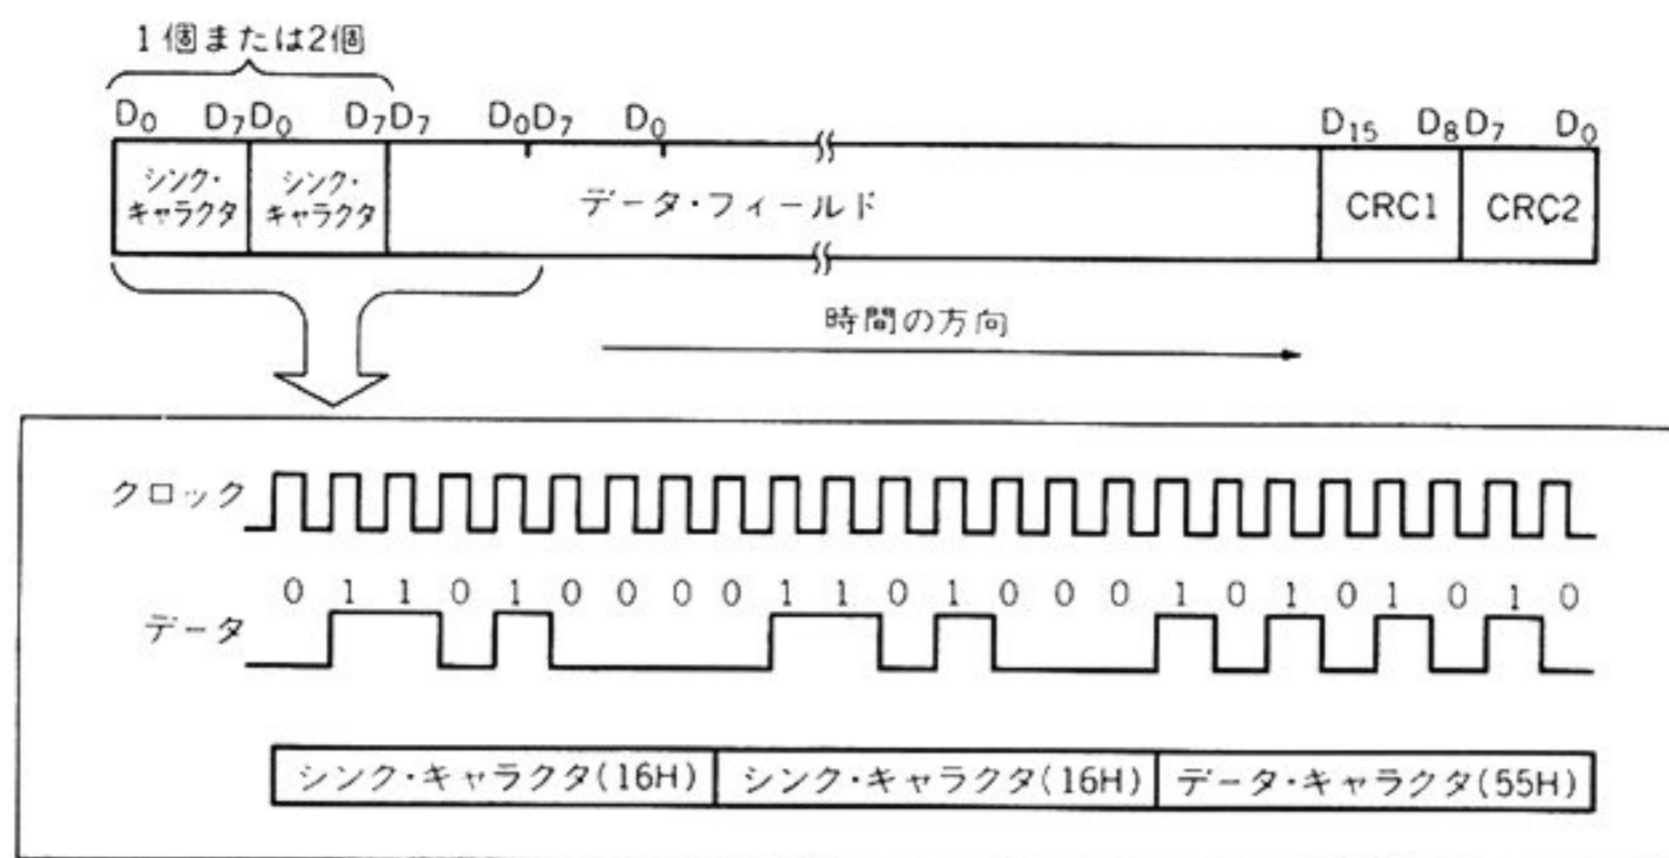 1個または2個
D0 D7D0 D7D7 D0D7 D0 D15 D8D7 D0
シンク・キャラクタ
シンク・キャラクタ
データ・フィールド
CRC1
CRC2
時間の方向
クロック
0 1 1 0 1 0 0 0 0 1 1 0 1 0 0 0 1 0 1 0 1 0 1 0
データ
シンク・キャラクタ(16H)
シンク・キャラクタ(16H)
データ・キャラクタ(55H)